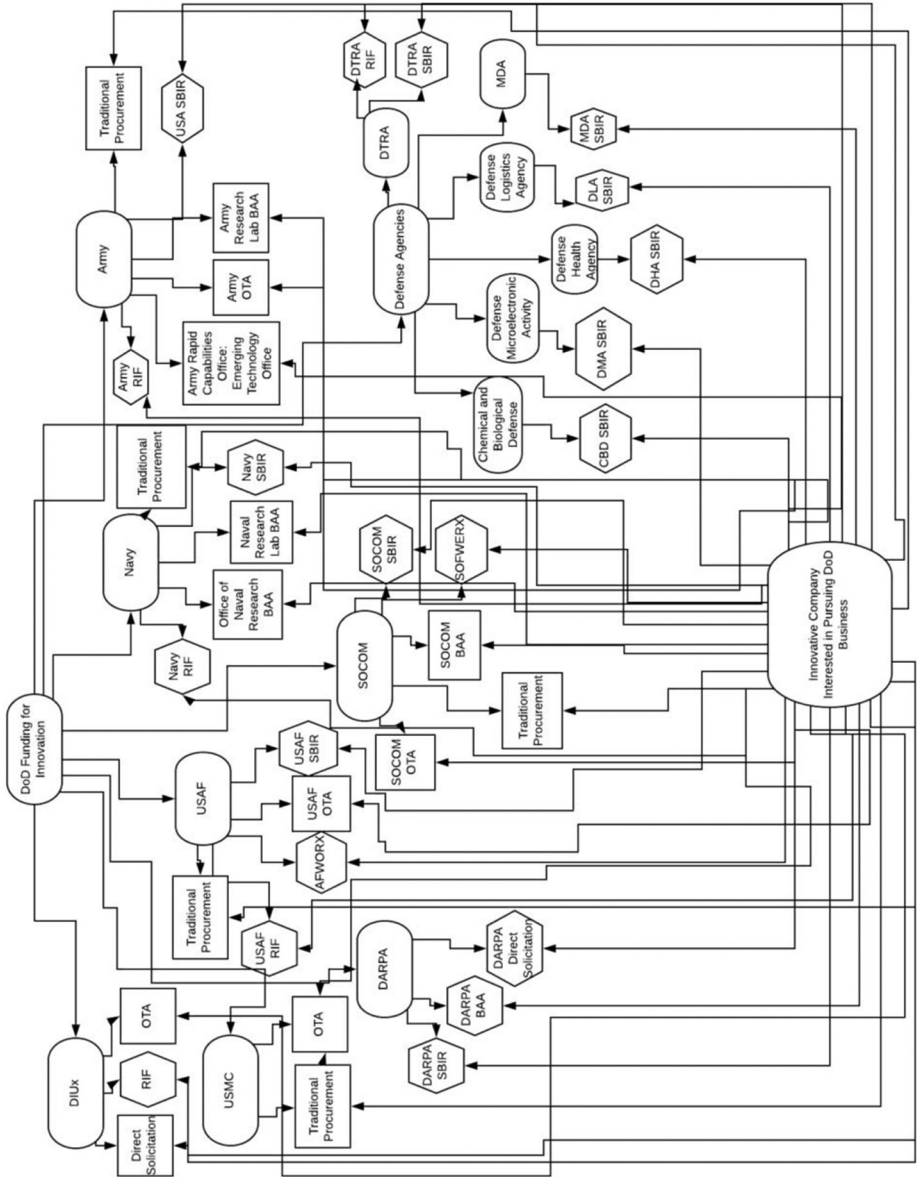 DoD Funding for
Innovation
DIUx
Direct
Solicitation
RIF
OTA
USMC
Traditional
Procurement
OTA
USAF
Traditional
Procurement
USAF
RIF
AFWORX
USAF
OTA
USAF
SBIR
DARPA
DARPA
SBIR
DARPA
BAA
DARPA
Direct
Solicitation
SOCOM
SOCOM
OTA
Traditional
Procurement
SOCOM
BAA
SOFWERX
SOCOM
SBIR
Navy
Navy
RIF
Office of
Naval
Research
BAA
Naval
Research
Lab BAA
Navy
SBIR
Traditional
Procurement
Army
Army
RIF
Army Rapid
Capabilities
Office:
Emerging
Technology
Office
Army
OTA
Army
Research
Lab BAA
USA SBIR
Traditional
Procurement
Defense Agencies
Chemical and
Biological
Defense
CBD SBIR
Defense
Microelectronic
Activity
DMA SBIR
Defense
Health
Agency
DHA SBIR
Defense
Logistics
Agency
DLA
SBIR
MDA
MDA
SBIR
DTRA
DTRA
RIF
DTRA
SBIR
Innovative Company
Interested in Pursuing DoD
Business